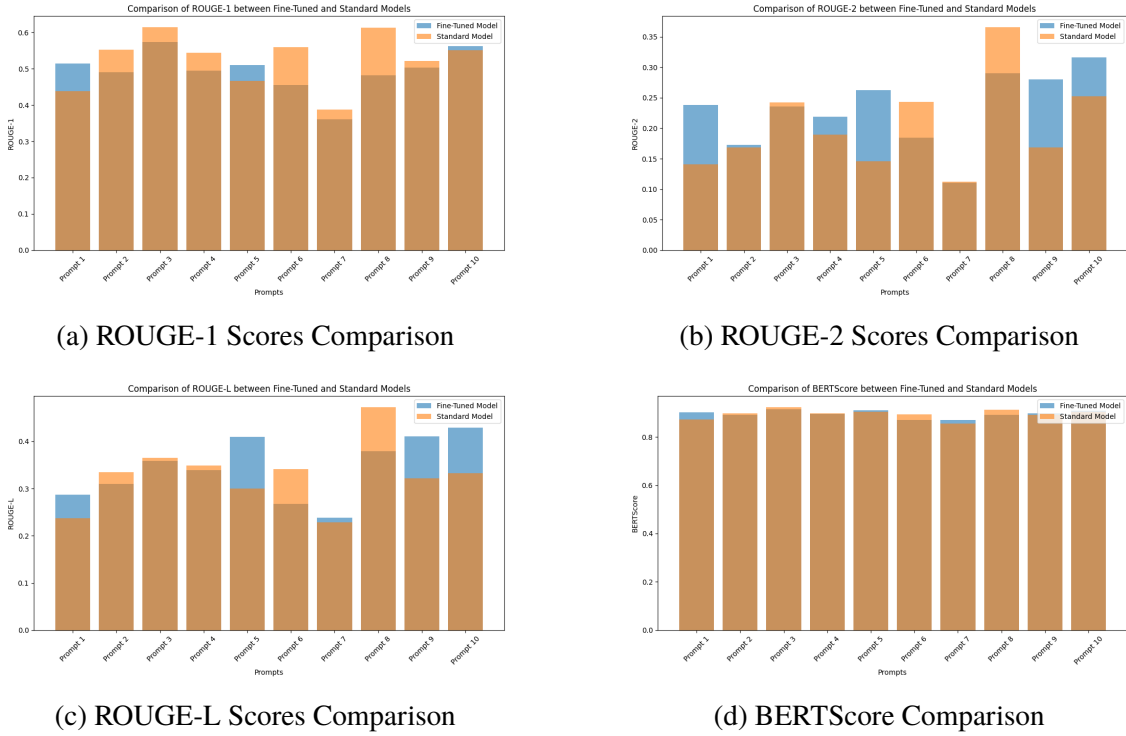 Comparison of ROUGE-1 between Fine-Tuned and Standard Models
Fine-Tuned Model
Standard Model
0.6
0.5
0.4
0.3
0.2
0.1
0.0
ROUGE-1
Prompt 1
Prompt 2
Prompt 3
Prompt 4
Prompt 5
Prompt 6
Prompt 7
Prompt 8
Prompt 9
Prompt 10
Prompts
(a) ROUGE-1 Scores Comparison
Comparison of ROUGE-2 between Fine-Tuned and Standard Models
Fine-Tuned Model
Standard Model
0.35
0.30
0.25
0.20
0.15
0.10
0.05
0.00
ROUGE-2
Prompt 1
Prompt 2
Prompt 3
Prompt 4
Prompt 5
Prompt 6
Prompt 7
Prompt 8
Prompt 9
Prompt 10
Prompts
(b) ROUGE-2 Scores Comparison
Comparison of ROUGE-L between Fine-Tuned and Standard Models
Fine-Tuned Model
Standard Model
0.4
0.3
0.2
0.1
0.0
ROUGE-L
Prompt 1
Prompt 2
Prompt 3
Prompt 4
Prompt 5
Prompt 6
Prompt 7
Prompt 8
Prompt 9
Prompt 10
Prompts
(c) ROUGE-L Scores Comparison
Comparison of BERTScore between Fine-Tuned and Standard Models
Fine-Tuned Model
Standard Model
0.8
0.6
0.4
0.2
0.0
BERTScore
Prompt 1
Prompt 2
Prompt 3
Prompt 4
Prompt 5
Prompt 6
Prompt 7
Prompt 8
Prompt 9
Prompt 10
Prompts
(d) BERTScore Comparison